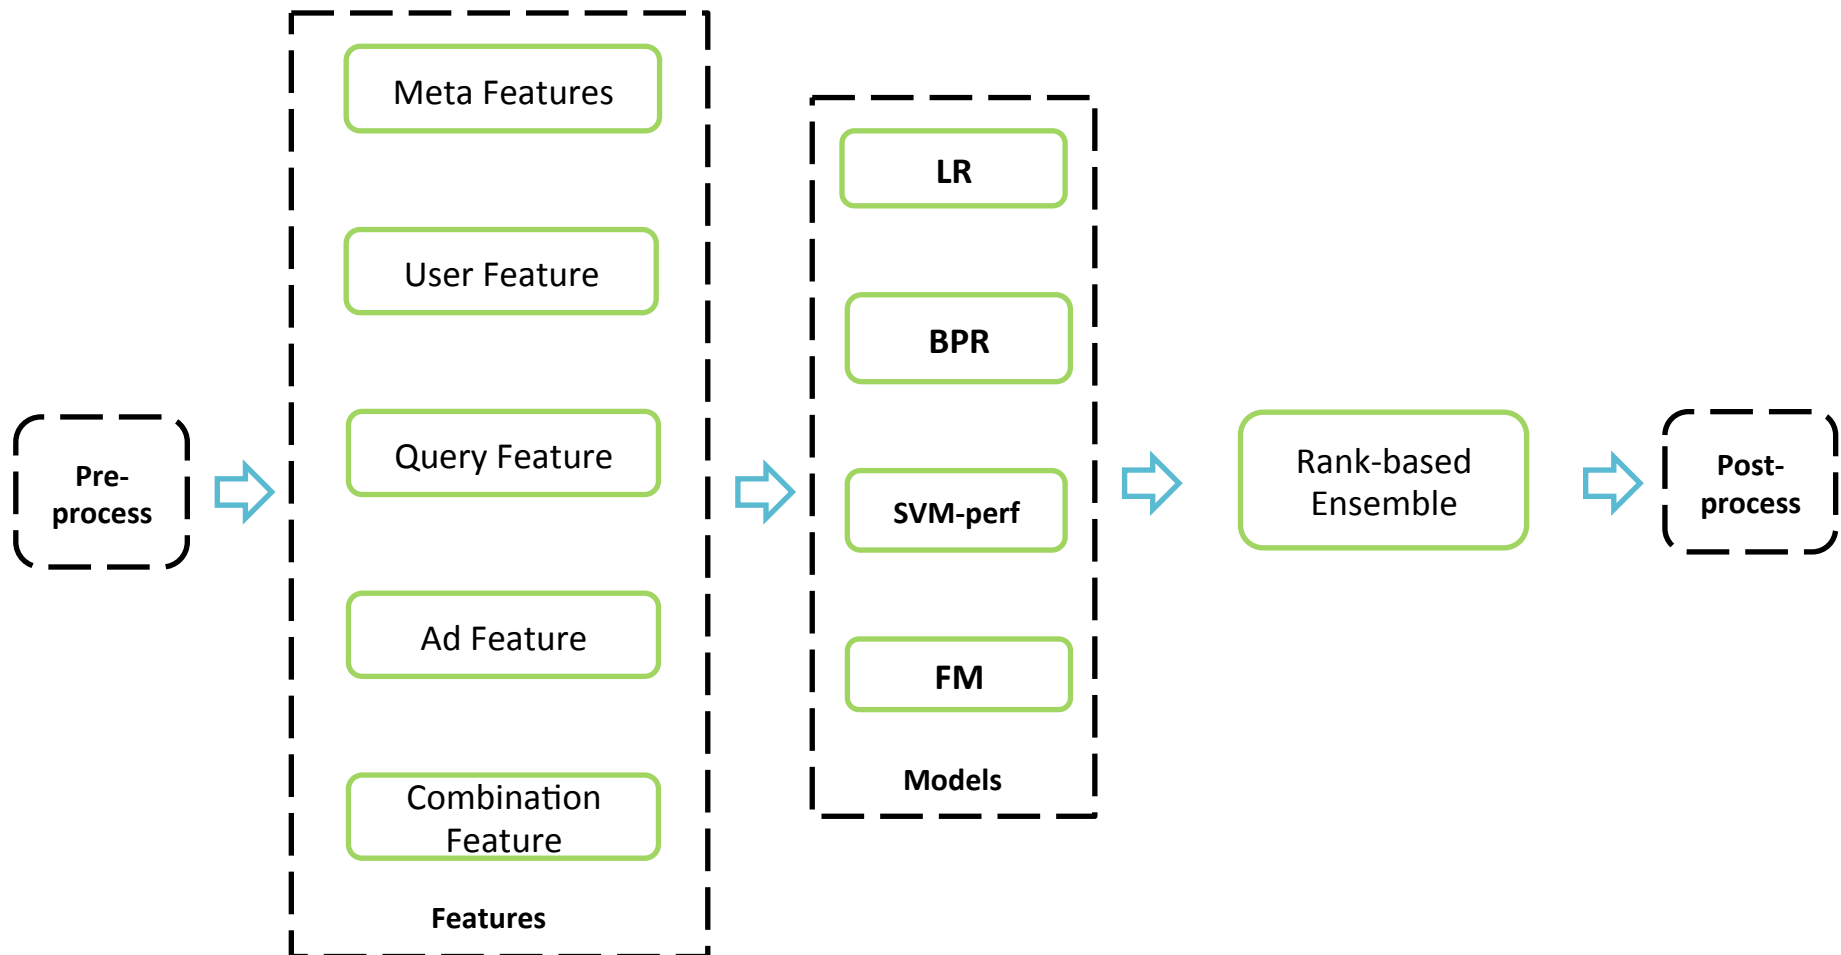 Pre-
process
Meta Features
User Feature
Query Feature
Ad Feature
Combination
Feature
Features
LR
BPR
SVM-perf
FM
Models
Rank-based
Ensemble
Post-
process